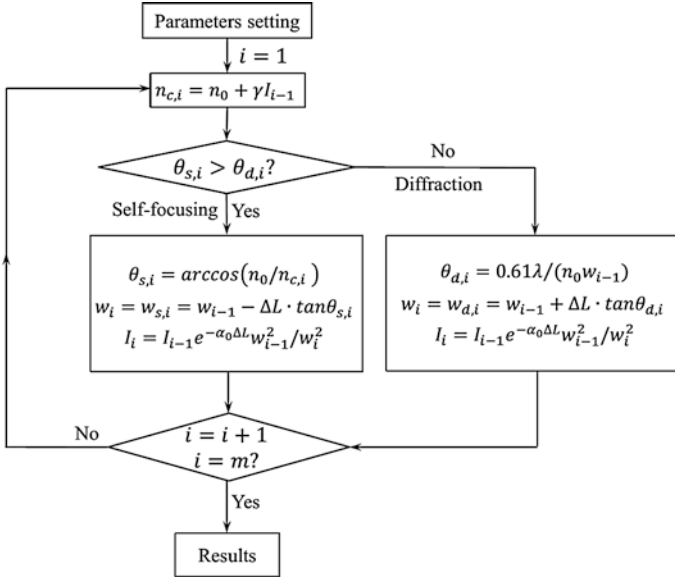 Parameters setting
i = 1
n_{c,i} = n_0 + γI_{i−1}
θ_{s,i} > θ_{d,i}?
No
Diffraction
Self-focusing Yes
θ_{s,i} = arccos(n_0/n_{c,i})
w_i = w_{s,i} = w_{i−1} − ΔL · tanθ_{s,i}
I_i = I_{i−1}e^{−α_0ΔL}w_{i−1}^2/w_i^2
θ_{d,i} = 0.61λ/(n_0w_{i−1})
w_i = w_{d,i} = w_{i−1} + ΔL · tanθ_{d,i}
I_i = I_{i−1}e^{−α_0ΔL}w_{i−1}^2/w_i^2
No
i = i + 1
i = m?
Yes
Results